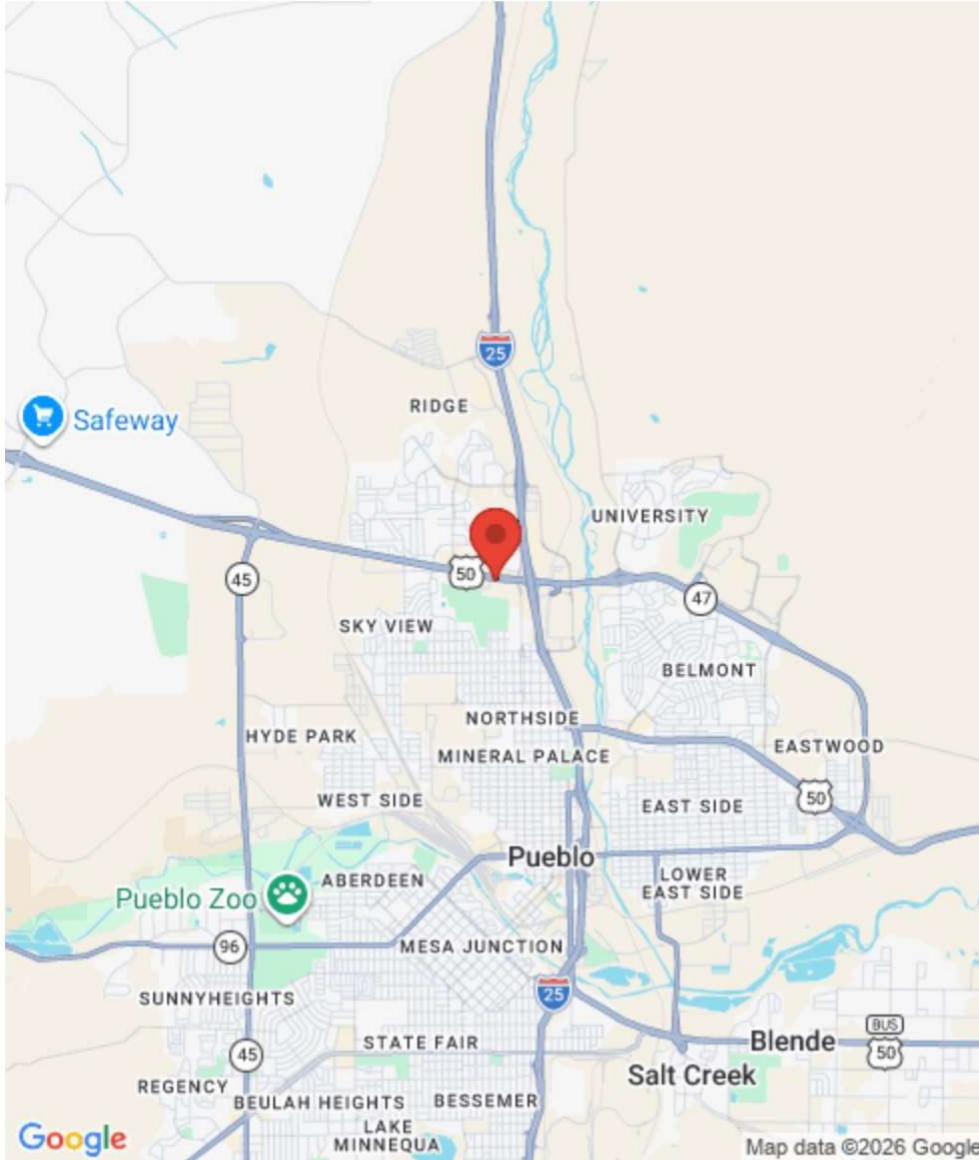 25
RIDGE
Safeway
UNIVERSITY
50
45
47
SKY VIEW
BELMONT
NORTHSIDE
HYDE PARK
EASTWOOD
MINERAL PALACE
WEST SIDE
50
EAST SIDE
Pueblo
ABERDEEN
LOWER
EAST SIDE
Pueblo Zoo
96
MESA JUNCTION
SUNNYHEIGHTS
25
BUS
50
STATE FAIR
Blende
45
Salt Creek
REGENCY
BEULAH HEIGHTS
BESSEMER
LAKE
MINNEQUA
Google
Map data ©2026 Google